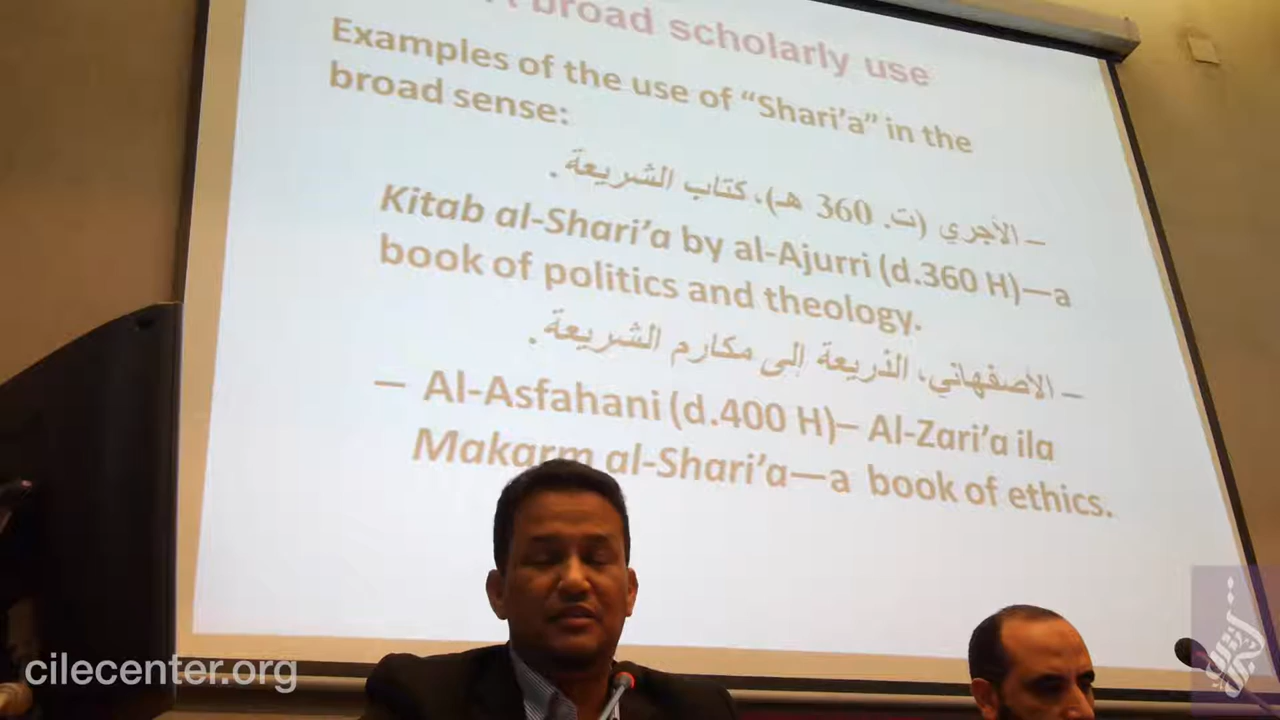 A broad scholarly use
Examples of the use of “Shari’a” in the
broad sense:
– الآجري (ت. 360 هـ)، كتاب الشريعة.
Kitab al-Shari’a by al-Ajurri (d.360 H)—a
book of politics and theology.
– الأصفهاني، الذريعة إلى مكارم الشريعة.
– Al-Asfahani (d.400 H)– Al-Zari’a ila
Makarm al-Shari’a—a book of ethics.
cilecenter.org